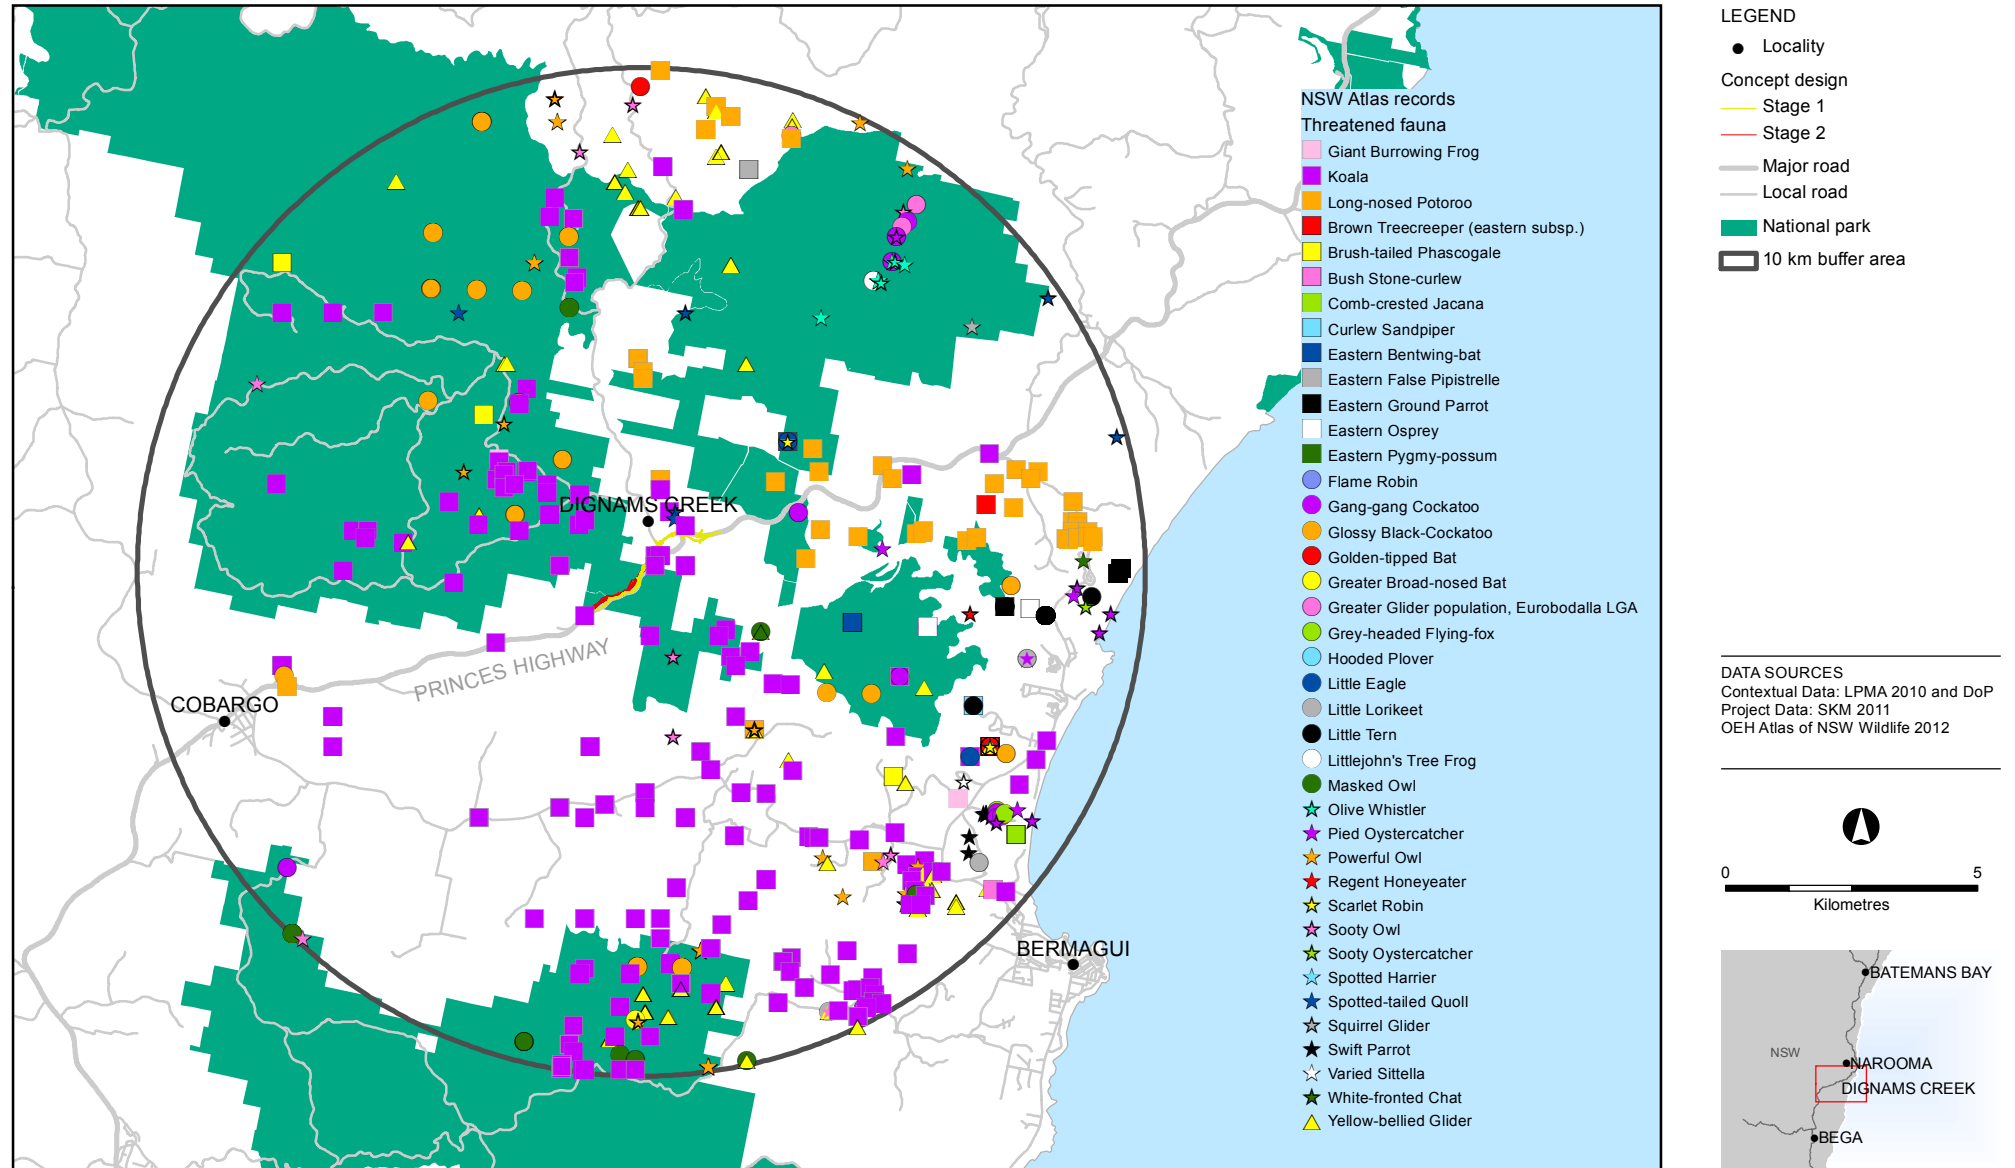 DIGNAMS CREEK
PRINCES HIGHWAY
COBARGO
BERMAGUI
NSW Atlas records
Threatened fauna
Giant Burrowing Frog
Koala
Long-nosed Potoroo
Brown Treecreeper (eastern subsp.)
Brush-tailed Phascogale
Bush Stone-curlew
Comb-crested Jacana
Curlew Sandpiper
Eastern Bentwing-bat
Eastern False Pipistrelle
Eastern Ground Parrot
Eastern Osprey
Eastern Pygmy-possum
Flame Robin
Gang-gang Cockatoo
Glossy Black-Cockatoo
Golden-tipped Bat
Greater Broad-nosed Bat
Greater Glider population, Eurobodalla LGA
Grey-headed Flying-fox
Hooded Plover
Little Eagle
Little Lorikeet
Little Tern
Littlejohn's Tree Frog
Masked Owl
Olive Whistler
Pied Oystercatcher
Powerful Owl
Regent Honeyeater
Scarlet Robin
Sooty Owl
Sooty Oystercatcher
Spotted Harrier
Spotted-tailed Quoll
Squirrel Glider
Swift Parrot
Varied Sittella
White-fronted Chat
Yellow-bellied Glider
LEGEND
Locality
Concept design
Stage 1
Stage 2
Major road
Local road
National park
10 km buffer area
DATA SOURCES
Contextual Data: LPMA 2010 and DoP
Project Data: SKM 2011
OEH Atlas of NSW Wildlife 2012
0 5
Kilometres
BATEMANS BAY
NSW
NAROOMA
DIGNAMS CREEK
BEGA